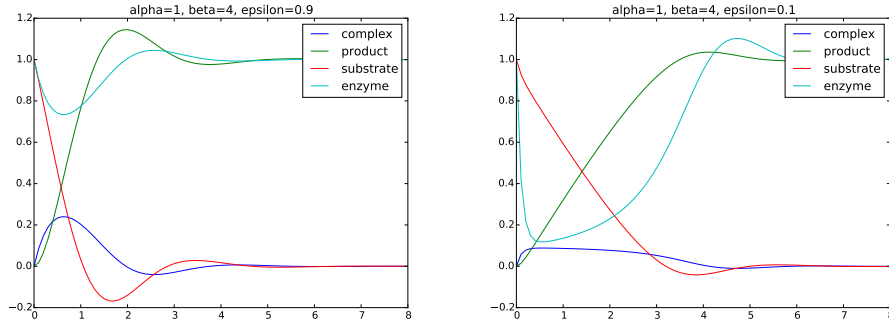 alpha=1, beta=4, epsilon=0.9
1.2
1.0
0.8
0.6
0.4
0.2
0.0
−0.2
0 1 2 3 4 5 6 7 8
complex
product
substrate
enzyme
alpha=1, beta=4, epsilon=0.1
1.2
1.0
0.8
0.6
0.4
0.2
0.0
−0.2
0 1 2 3 4 5 6 7 8
complex
product
substrate
enzyme